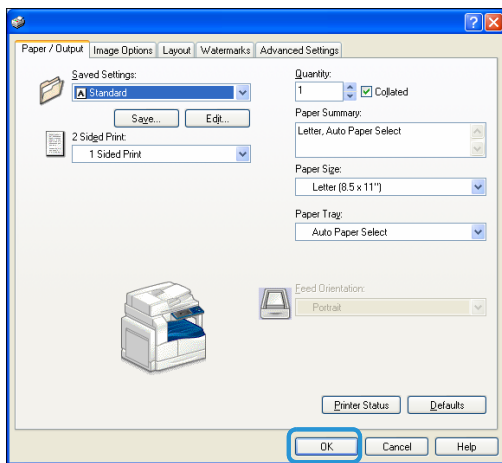 Paper / Output Image Options Layout Watermarks Advanced Settings
Saved Settings:
A Standard
Save... Edit...
2 Sided Print:
1 Sided Print
Quantity:
1 Collated
Paper Summary:
Letter, Auto Paper Select
Paper Size:
Letter (8.5 x 11")
Paper Tray:
Auto Paper Select
Feed Orientation:
Portrait
Printer Status Defaults
OK Cancel Help